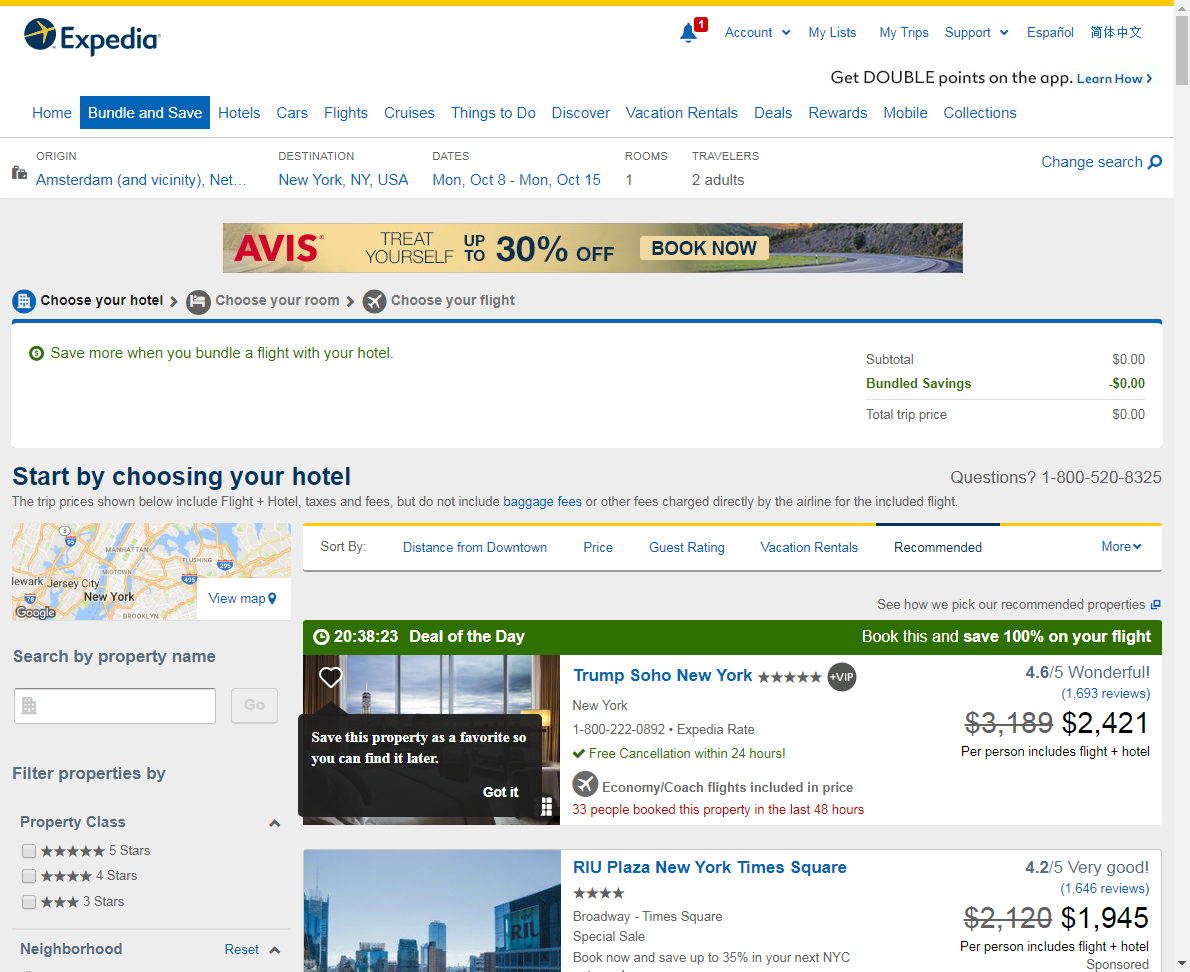 Expedia
1
Account
My Lists
My Trips
Support
Español
简体中文
Get DOUBLE points on the app. Learn How
Home
Bundle and Save
Hotels
Cars
Flights
Cruises
Things to Do
Discover
Vacation Rentals
Deals
Rewards
Mobile
Collections
ORIGIN
Amsterdam (and vicinity), Net...
DESTINATION
New York, NY, USA
DATES
Mon, Oct 8 - Mon, Oct 15
ROOMS
1
TRAVELERS
2 adults
Change search
AVIS
TREAT YOURSELF
UP TO 30% OFF
BOOK NOW
Choose your hotel
Choose your room
Choose your flight
Save more when you bundle a flight with your hotel.
Subtotal $0.00
Bundled Savings -$0.00
Total trip price $0.00
Start by choosing your hotel
Questions? 1-800-520-8325
The trip prices shown below include Flight + Hotel, taxes and fees, but do not include baggage fees or other fees charged directly by the airline for the included flight.
3
95
MANHATTAN
MIDTOWN
FLUSHING
295
495
lewark
Jersey City
78
New York
BROOKLYN
Google
View map
Sort By:
Distance from Downtown
Price
Guest Rating
Vacation Rentals
Recommended
More
See how we pick our recommended properties
Search by property name
Go
Filter properties by
Property Class
5 Stars
4 Stars
3 Stars
Neighborhood
Reset
20:38:23 Deal of the Day
Book this and save 100% on your flight
Save this property as a favorite so
you can find it later.
Got it
Trump Soho New York
+VIP
New York
1-800-222-0892 • Expedia Rate
Free Cancellation within 24 hours!
Economy/Coach flights included in price
33 people booked this property in the last 48 hours
4.6/5 Wonderful!
(1,693 reviews)
$3,189 $2,421
Per person includes flight + hotel
RIU
RIU Plaza New York Times Square
Broadway - Times Square
Special Sale
Book now and save up to 35% in your next NYC
4.2/5 Very good!
(1,646 reviews)
$2,120 $1,945
Per person includes flight + hotel
Sponsored